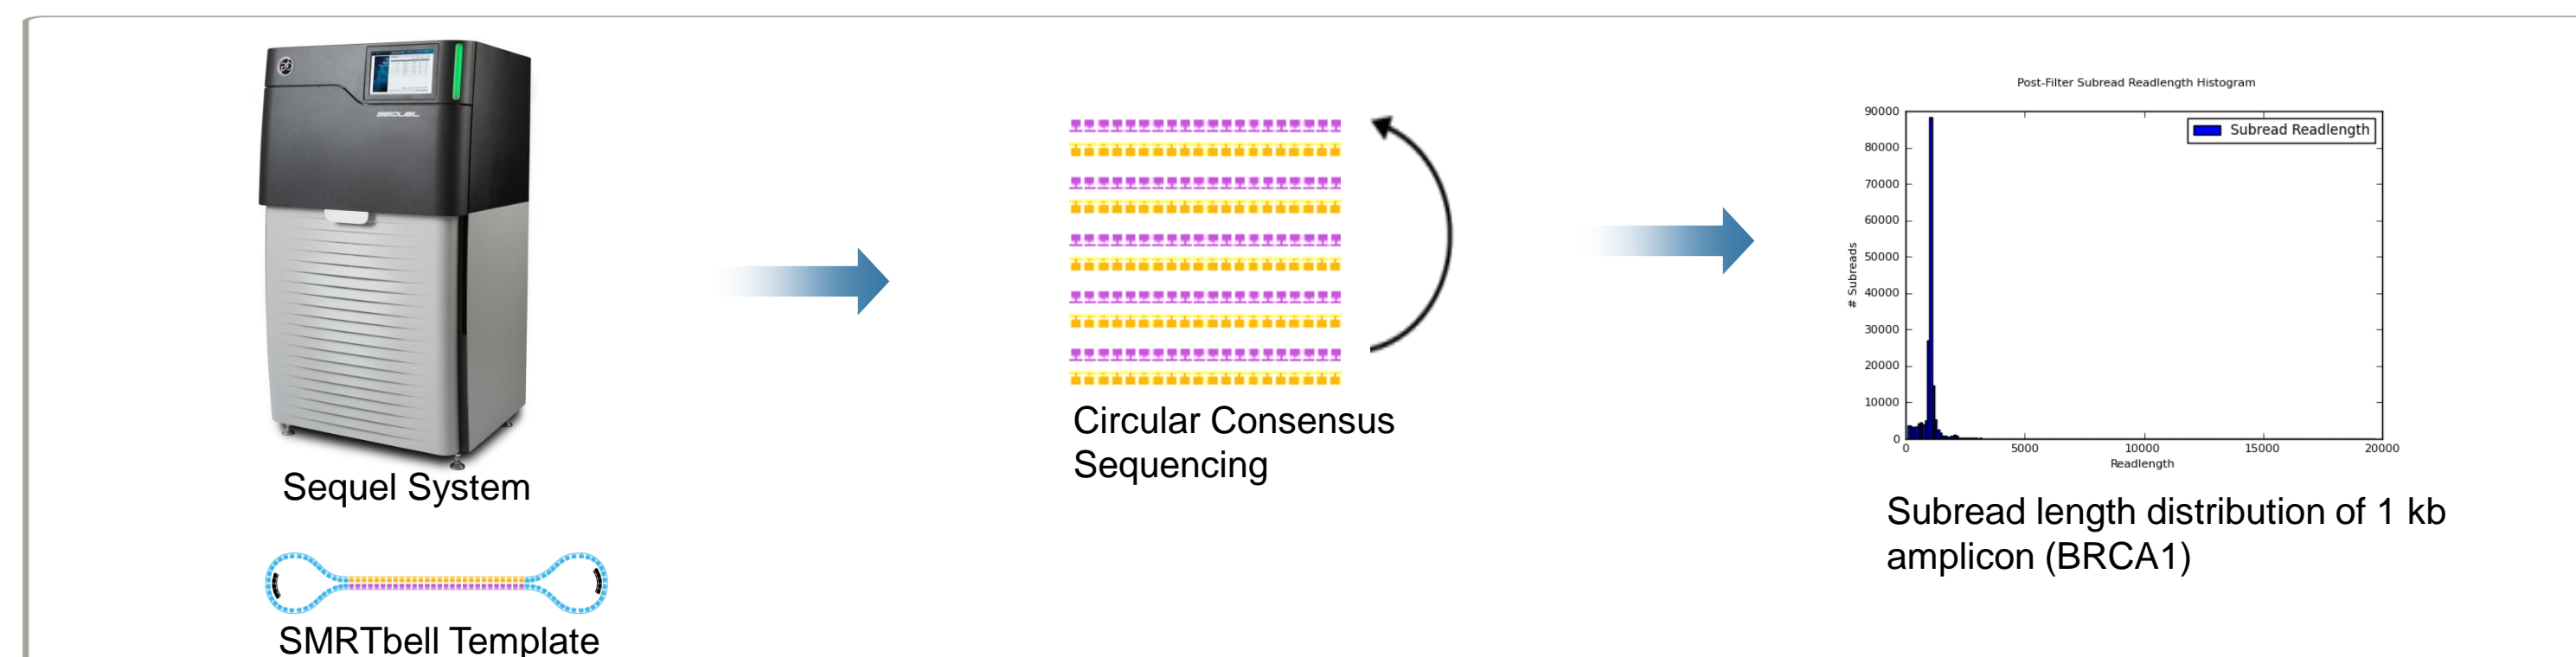 SEQUEL
Sequel System
SMRTbell Template
Circular Consensus
Sequencing
Post-Filter Subread Readlength Histogram
Subread Readlength
# Subreads
90000
80000
70000
60000
50000
40000
30000
20000
10000
0
0 5000 10000 15000 20000
Readlength
Subread length distribution of 1 kb
amplicon (BRCA1)